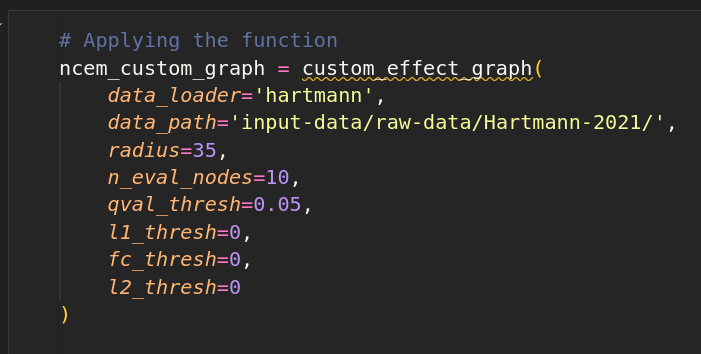 # Applying the function
ncem_custom_graph = custom_effect_graph(
    data_loader='hartmann',
    data_path='input-data/raw-data/Hartmann-2021/',
    radius=35,
    n_eval_nodes=10,
    qval_thresh=0.05,
    l1_thresh=0,
    fc_thresh=0,
    l2_thresh=0
)